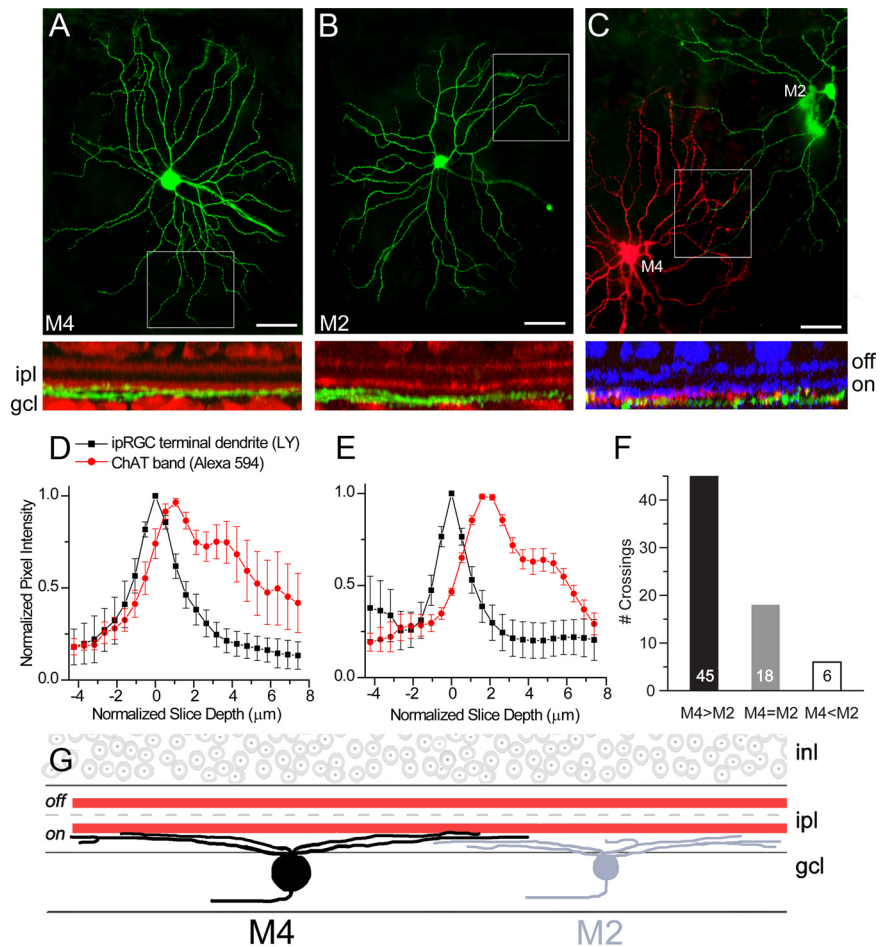 A
B
C
M2
M4
M4
M2
ipl
gcl
off
on
D
ipRGC terminal dendrite (LY)
ChAT band (Alexa 594)
E
F
Normalized Pixel Intensity
1.0
0.5
0.0
-4 -2 0 2 4 6 8
Normalized Slice Depth (μm)
1.0
0.5
0.0
-4 -2 0 2 4 6 8
Normalized Slice Depth (μm)
# Crossings
40
30
20
10
0
45 18 6
M4>M2 M4=M2 M4<M2
G
inl
off
on
ipl
gcl
M4
M2